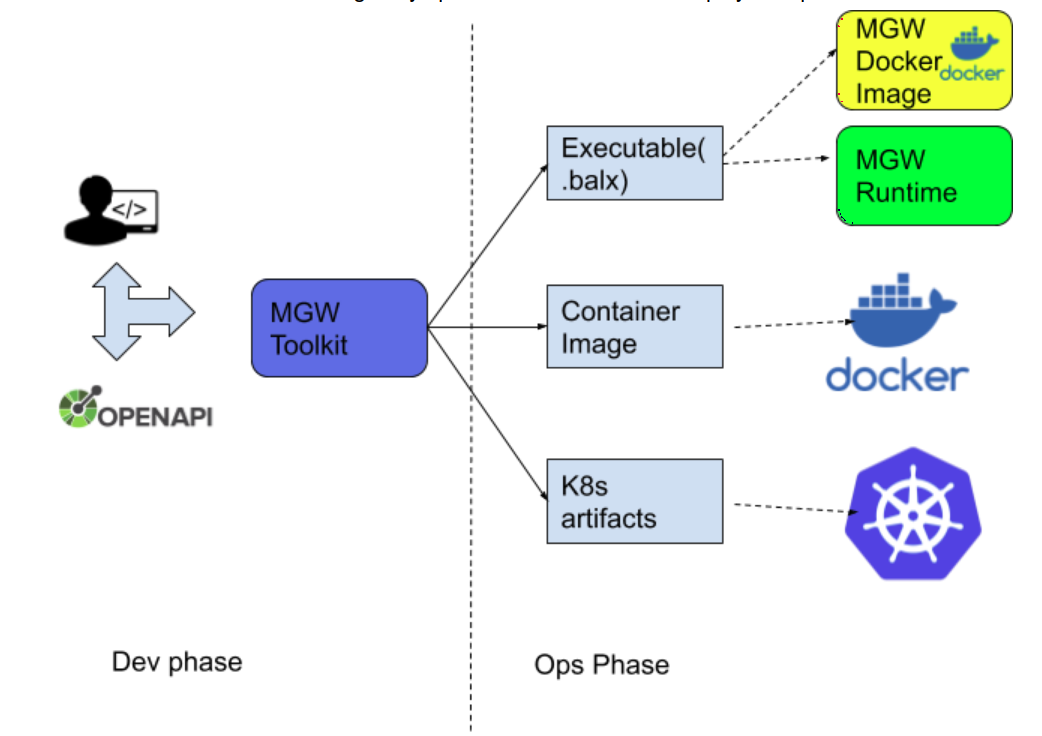 MGW
Docker
Image
docker
Executable(
.balx)
MGW
Runtime
</>
MGW
Toolkit
Container
Image
docker
OPENAPI
K8s
artifacts
Dev phase
Ops Phase